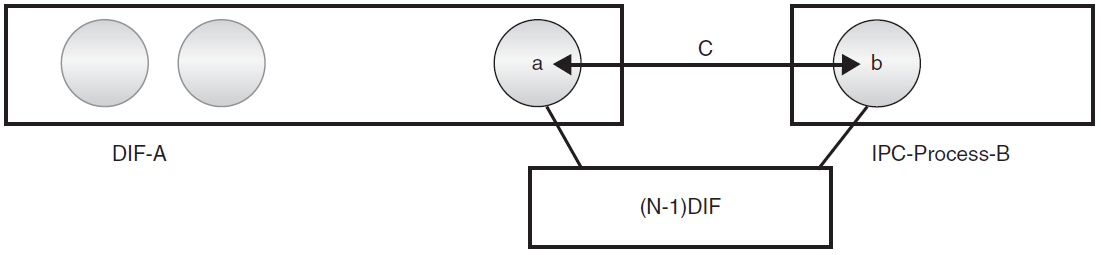 C
a
b
DIF-A
IPC-Process-B
(N-1)DIF